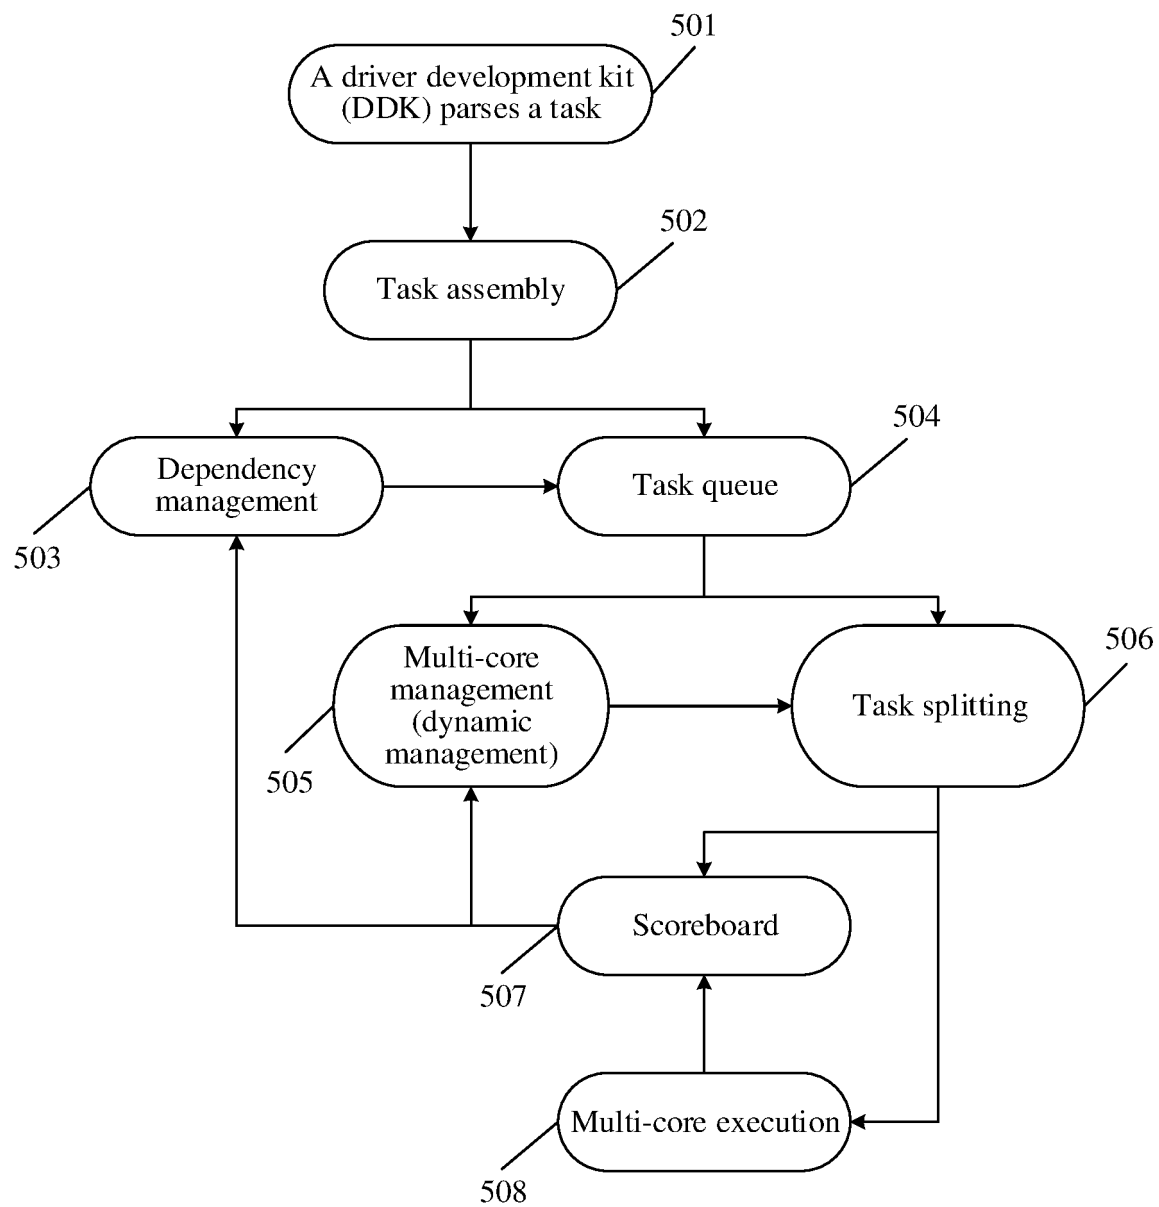 501
A driver development kit
(DDK) parses a task
502
Task assembly
504
Dependency
management
Task queue
503
506
Multi-core
management
(dynamic
management)
Task splitting
505
Scoreboard
507
Multi-core execution
508